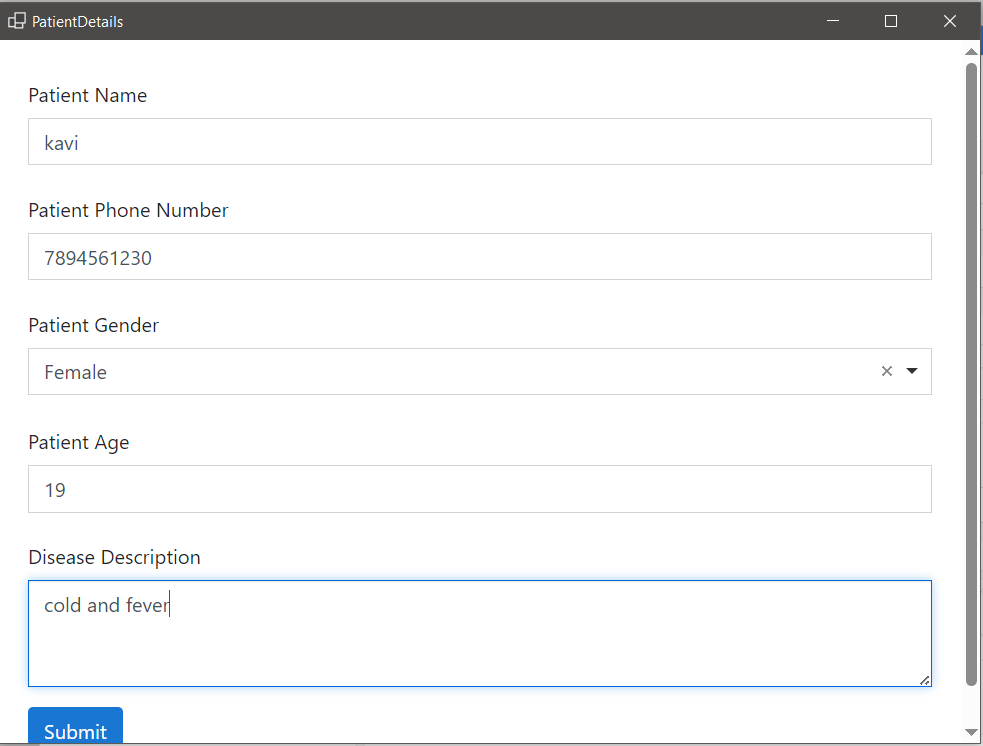 PatientDetails
Patient Name
kavi
Patient Phone Number
7894561230
Patient Gender
Female
Patient Age
19
Disease Description
cold and fever
Submit